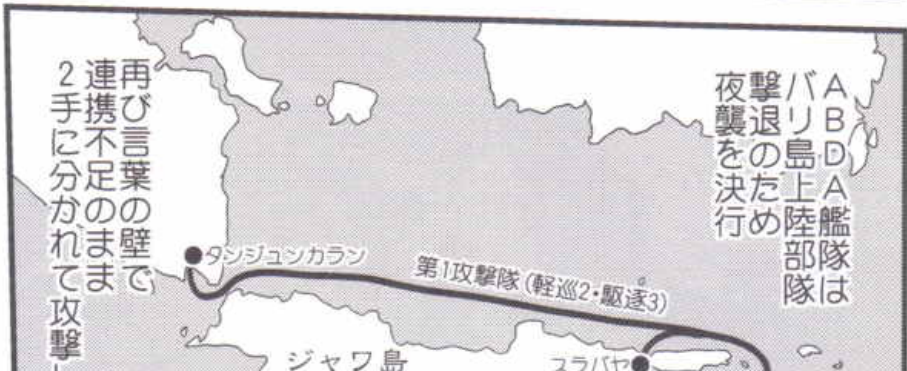 ABDA艦隊は
バリ島上陸部隊
撃退のため
夜襲を決行
再び言葉の壁で
連携不足のまま
2手に分かれて攻撃し
タンジュンカラン
第1攻撃隊（軽巡2・駆逐3）
ジャワ島
スラバヤ